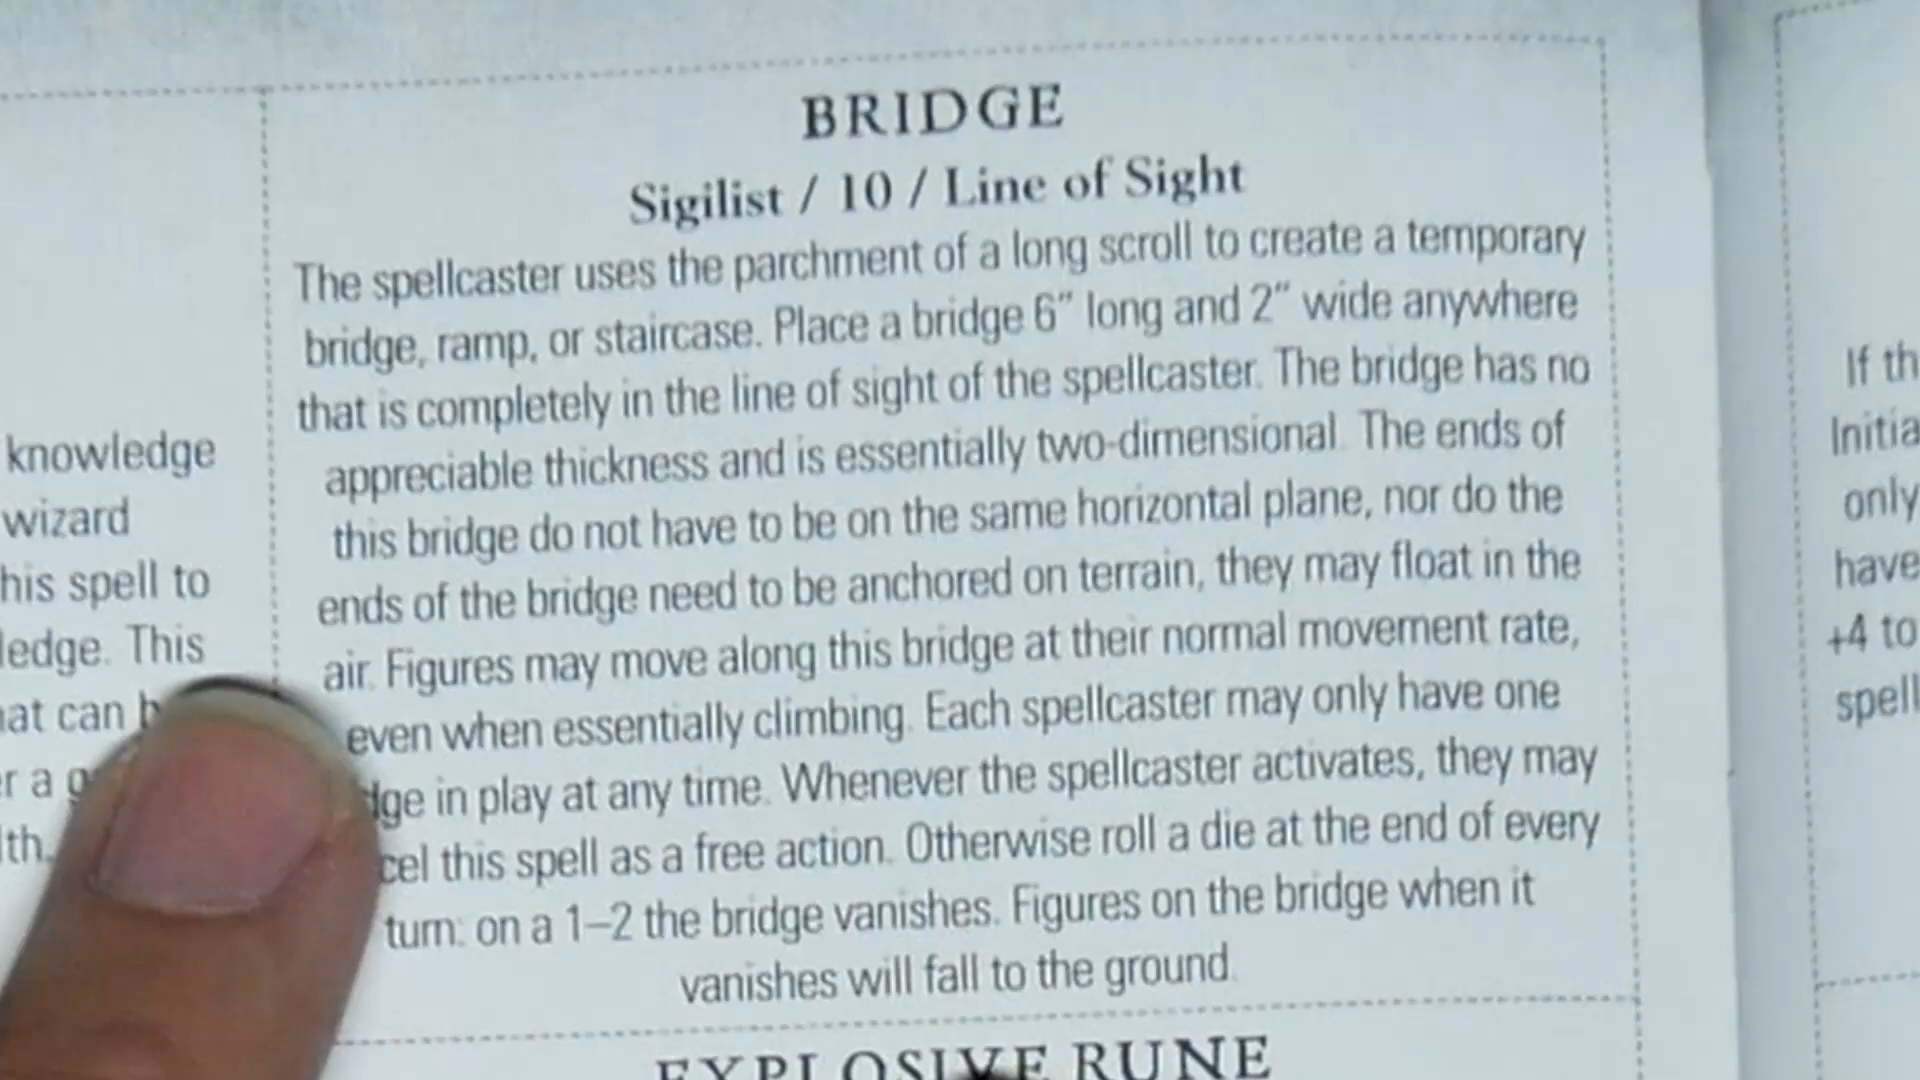 knowledge
wizard
his spell to
ledge. This
at can
r a
lth.
BRIDGE
Sigilist / 10 / Line of Sight
The spellcaster uses the parchment of a long scroll to create a temporary
bridge, ramp, or staircase. Place a bridge 6” long and 2” wide anywhere
that is completely in the line of sight of the spellcaster. The bridge has no
appreciable thickness and is essentially two-dimensional. The ends of
this bridge do not have to be on the same horizontal plane, nor do the
ends of the bridge need to be anchored on terrain, they may float in the
air. Figures may move along this bridge at their normal movement rate,
even when essentially climbing. Each spellcaster may only have one
dge in play at any time. Whenever the spellcaster activates, they may
cel this spell as a free action. Otherwise roll a die at the end of every
turn: on a 1–2 the bridge vanishes. Figures on the bridge when it
vanishes will fall to the ground.
EXPLOSIVE RUNE
If th
Initia
only
have
+4 to
spell